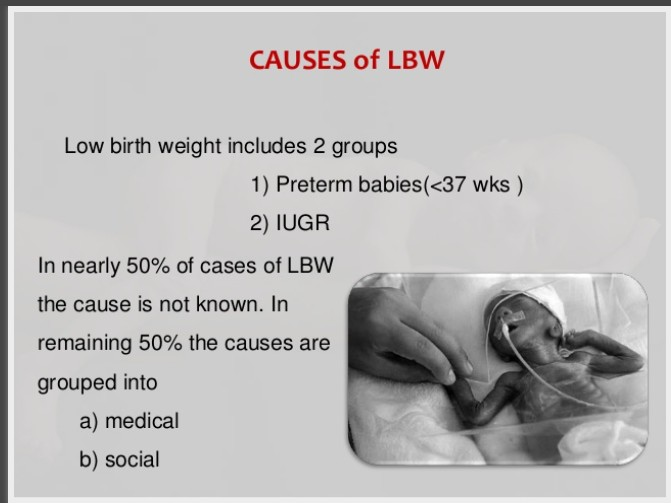 CAUSES of LBW
Low birth weight includes 2 groups
1) Preterm babies(<37 wks )
2) IUGR
In nearly 50% of cases of LBW
the cause is not known. In
remaining 50% the causes are
grouped into
a) medical
b) social